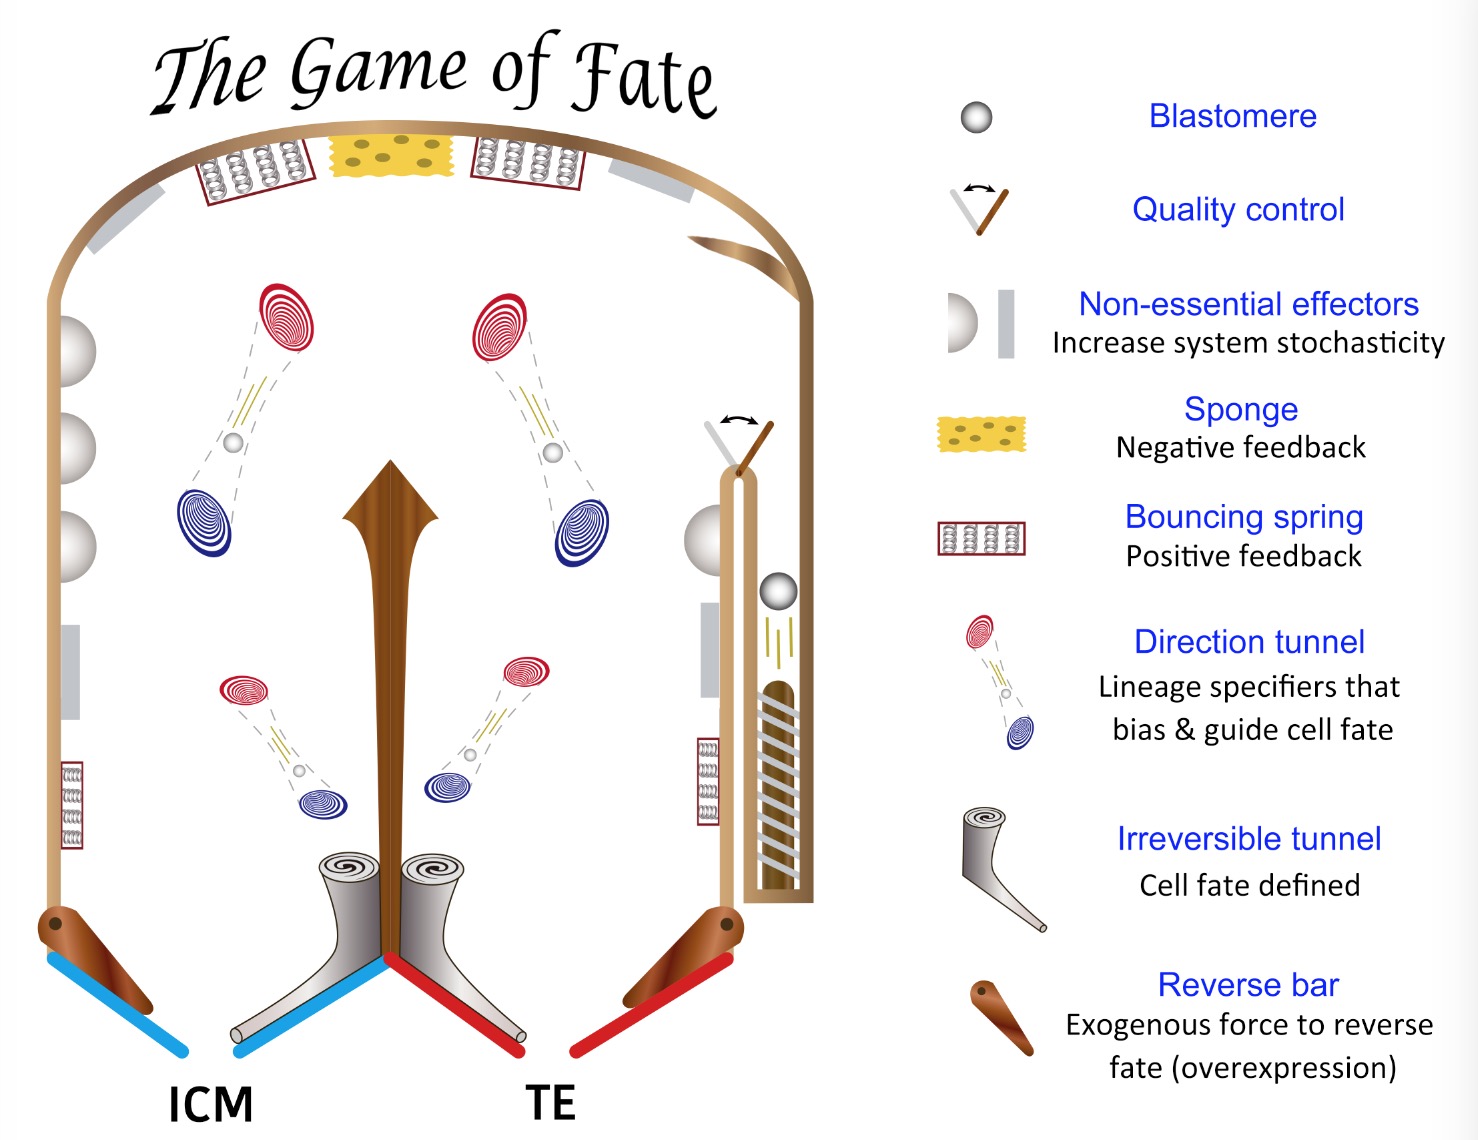 The Game of Fate
Blastomere
Quality control
Non-essential effectors
Increase system stochasticity
Sponge
Negative feedback
Bouncing spring
Positive feedback
Direction tunnel
Lineage specifiers that
bias & guide cell fate
Irreversible tunnel
Cell fate defined
Reverse bar
Exogenous force to reverse
fate (overexpression)
ICM
TE